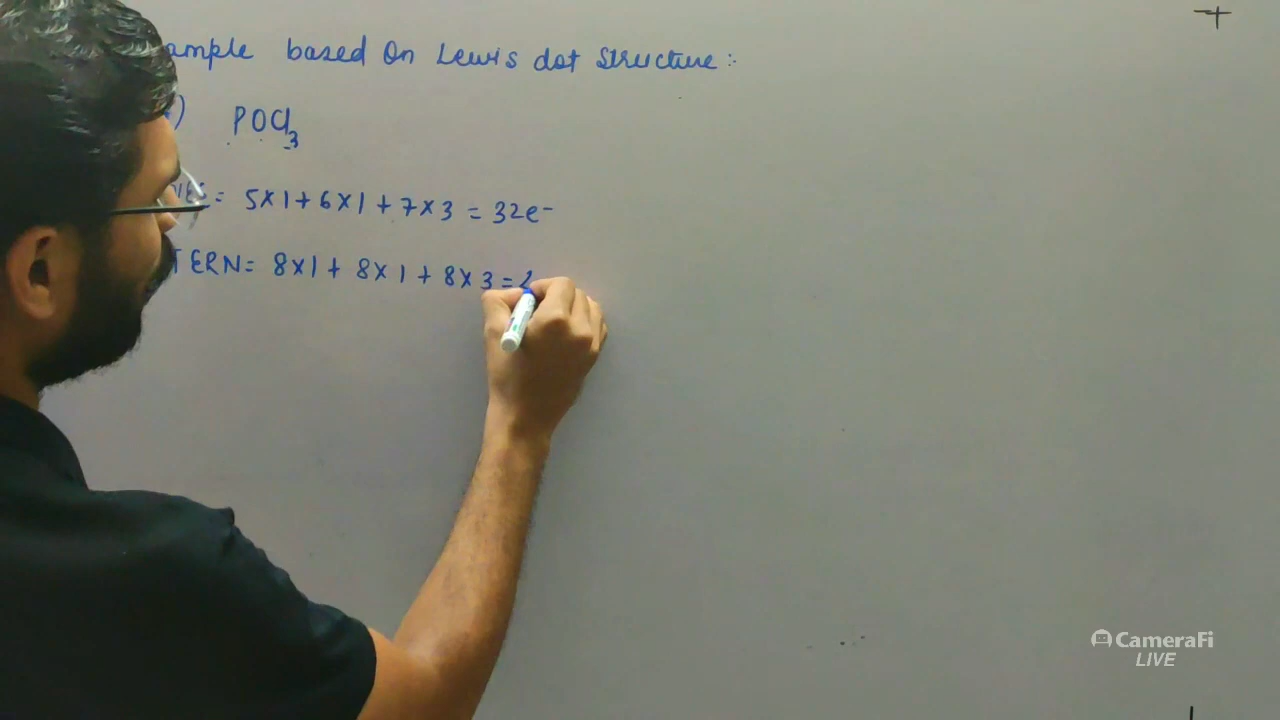 ample based On Lewis dot Structure :-
) POCl3
= 5×1+6×1+7×3 = 32e-
TERN= 8×1+ 8×1+8×3=
CameraFi
LIVE